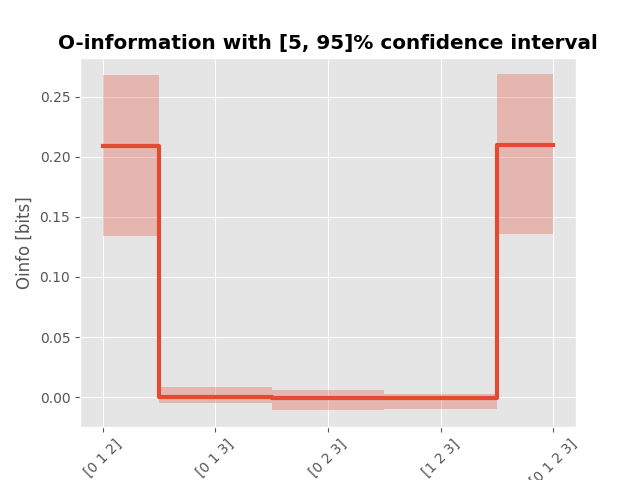 O-information with [5, 95]% confidence interval
Oinfo [bits]
0.25
0.20
0.15
0.10
0.05
0.00
[0 1 2]
[0 1 3]
[0 2 3]
[1 2 3]
[0 1 2 3]